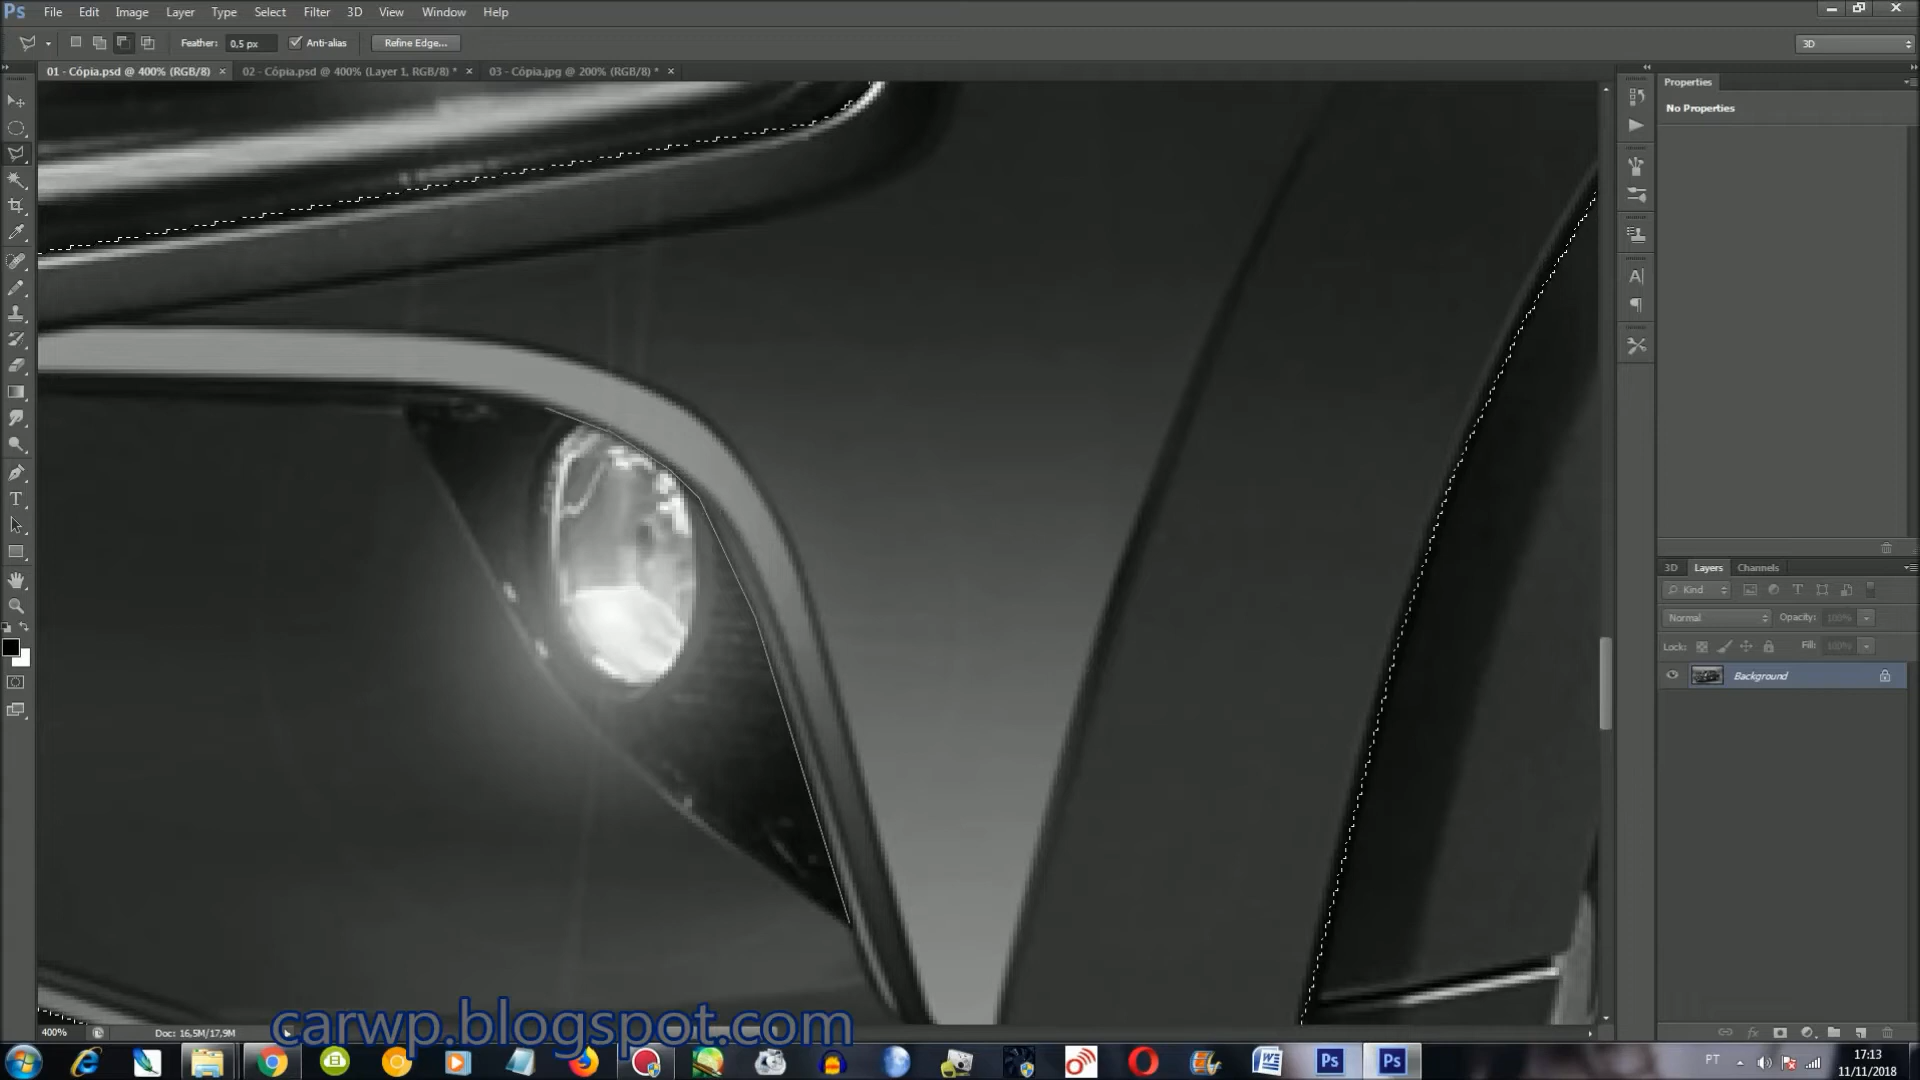 Ps File Edit Image Layer Type Select Filter 3D View Window Help
Feather: 0,5 px Anti-alias Refine Edge... 3D
01 - Cópia.psd @ 400% (RGB/8) × 02 - Cópia.psd @ 400% (Layer 1, RGB/8) * × 03 - Cópia.jpg @ 200% (RGB/8) * ×
Properties
No Properties
3D Layers Channels
Kind
Normal Opacity: 100%
Lock: Fill: 100%
Background
400% Doc: 16,5M/17,9M
carwp.blogspot.com
PT 17:13
11/11/2018